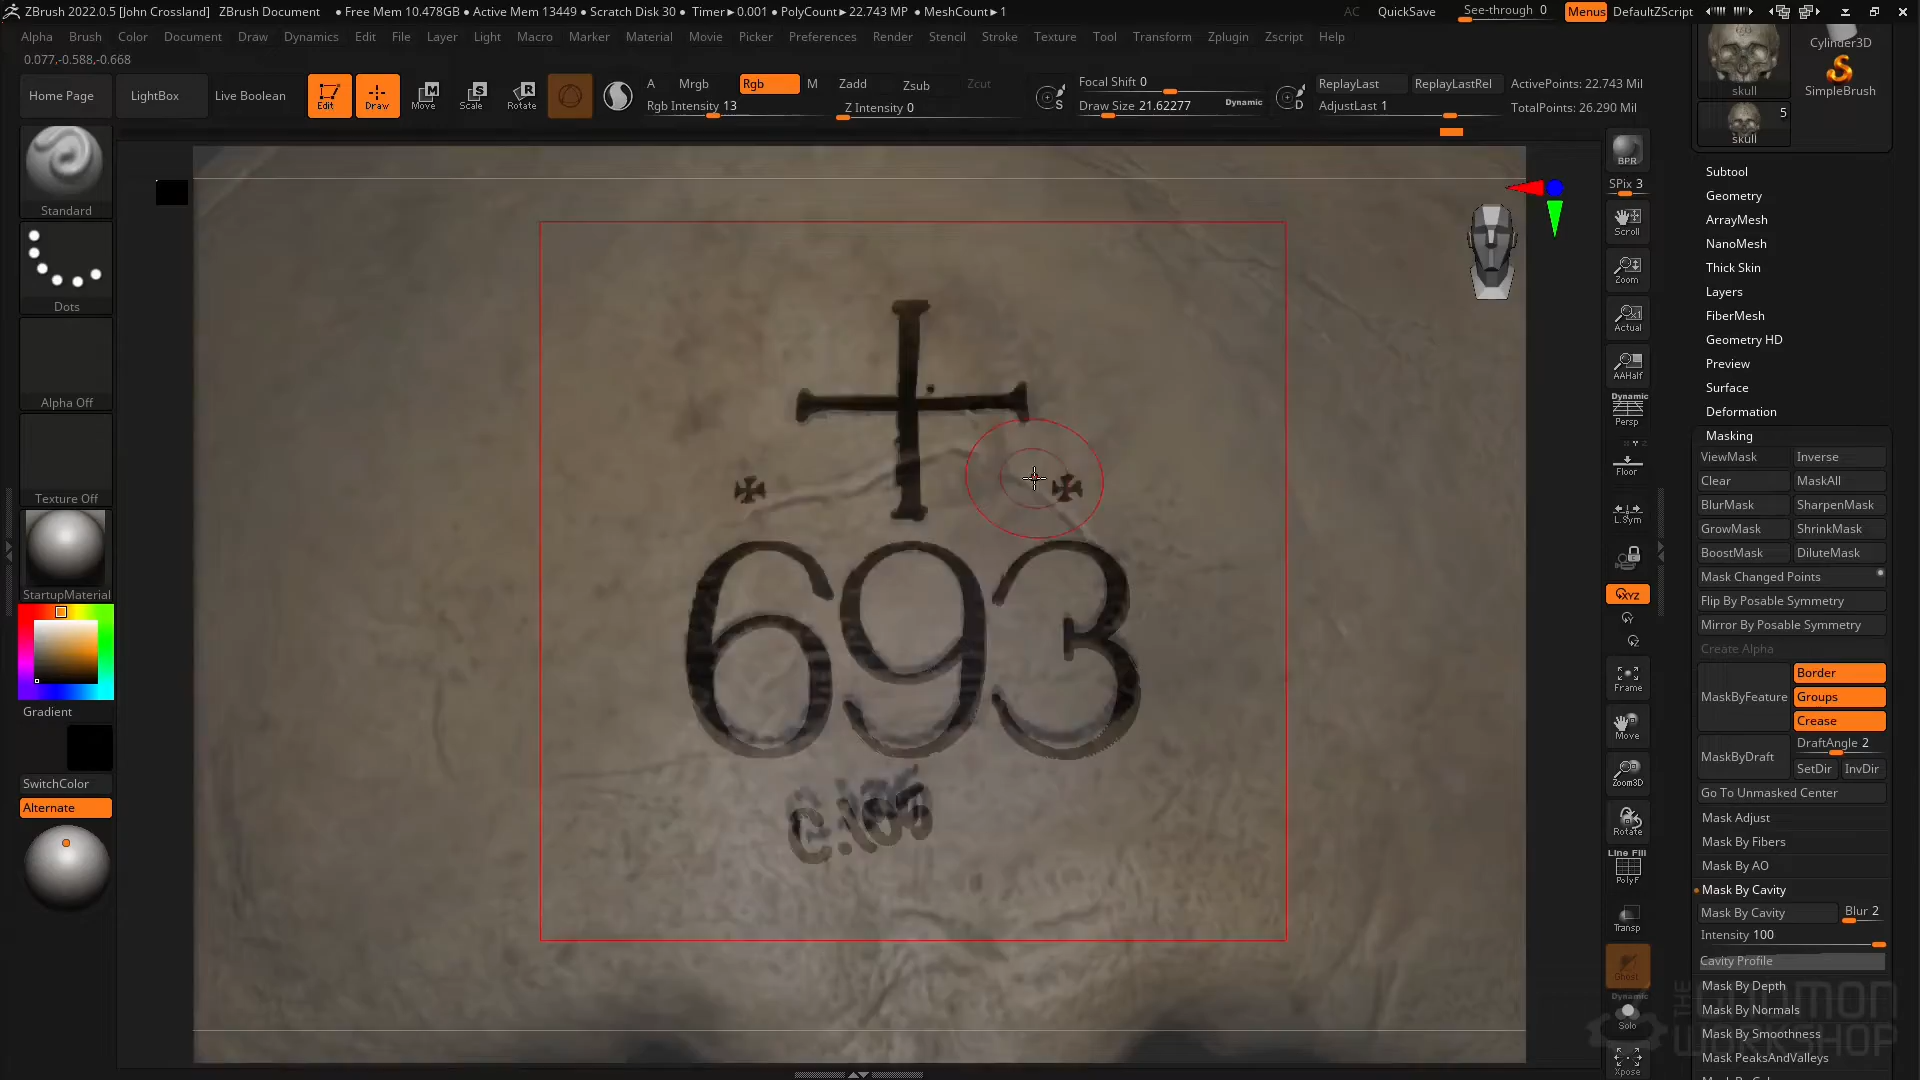 ZBrush 2022.0.5 [John Crossland] ZBrush Document ● Free Mem 10.478GB ● Active Mem 13449 ● Scratch Disk 30 ● Timer►0.001 ● PolyCount►22.743 MP ● MeshCount►1
AC QuickSave See-through 0 Menus DefaultZScript
Alpha Brush Color Document Draw Dynamics Edit File Layer Light Macro Marker Material Movie Picker Preferences Render Stencil Stroke Texture Tool Transform Zplugin Zscript Help
0.077,-0.588,-0.668
Home Page LightBox Live Boolean
Edit Draw Move Scale Rotate
A Mrgb Rgb M Zadd Zsub Zcut
Rgb Intensity 13 Z Intensity 0
Focal Shift 0
Draw Size 21.62277 Dynamic
ReplayLast ReplayLastRel ActivePoints: 22.743 Mil
AdjustLast 1 TotalPoints: 26.290 Mil
Standard
Dots
Alpha Off
Texture Off
StartupMaterial
Gradient
SwitchColor
Alternate
693
C.105
BPR
SPix 3
Scroll
Zoom
Actual
AAHalf
Dynamic
Persp
Floor
L.Sym
XYZ
Frame
Move
Zoom3D
Rotate
Line Fill
PolyF
Transp
Ghost
Dynamic
Solo
Xpose
skull
Cylinder3D
SimpleBrush
5
skull
Subtool
Geometry
ArrayMesh
NanoMesh
Thick Skin
Layers
FiberMesh
Geometry HD
Preview
Surface
Deformation
Masking
ViewMask Inverse
Clear MaskAll
BlurMask SharpenMask
GrowMask ShrinkMask
BoostMask DiluteMask
Mask Changed Points
Flip By Posable Symmetry
Mirror By Posable Symmetry
Create Alpha
MaskByFeature Border
Groups
Crease
MaskByDraft DraftAngle 2
SetDir InvDir
Go To Unmasked Center
Mask Adjust
Mask By Fibers
Mask By AO
Mask By Cavity
Mask By Cavity Blur 2
Intensity 100
Cavity Profile
Mask By Depth
Mask By Normals
Mask By Smoothness
Mask PeaksAndValleys
THE GNOMON WORKSHOP